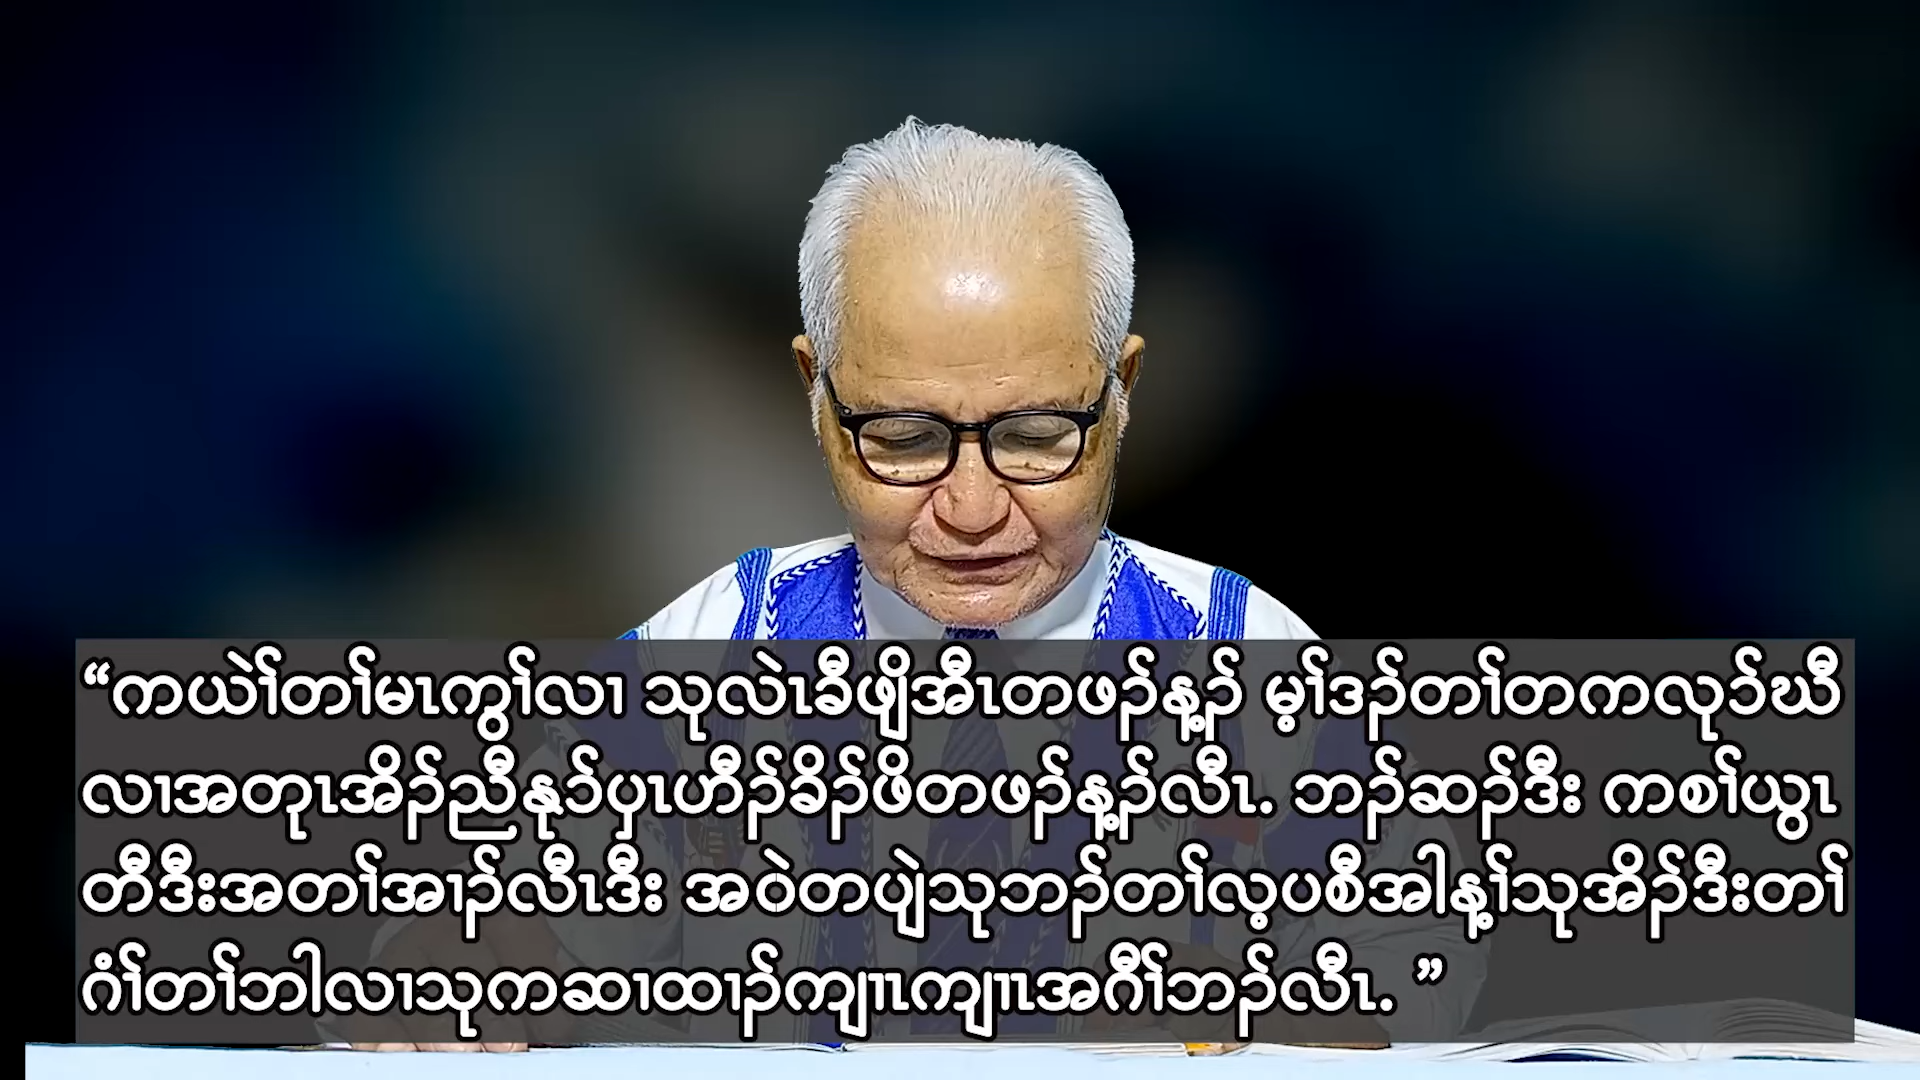 “ကယဲၢ်တၢ်မၤကွၢ်လၢ သုလဲၤခီဖျိအီၤတဖၣ်န့ၣ် မ့ၢ်ဒၣ်တၢ်တကလုာ်ဃီ
လၢအတုၤအိၣ်ညီနုာ်ပှၤဟီၣ်ခိၣ်ဖိတဖၣ်န့ၣ်လီၤ. ဘၣ်ဆၣ်ဒီး ကစၢ်ယွၤ
တီဒီးအတၢ်အၢၣ်လီၤဒီး အဝဲတပျဲသုဘၣ်တၢ်လ့ပစီအါန့ၢ်သုအိၣ်ဒီးတၢ်
ဂံၢ်တၢ်ဘါလၢသုကဆၢထၢၣ်ကျၢၤကျၢၤအဂီၢ်ဘၣ်လီၤ. ”